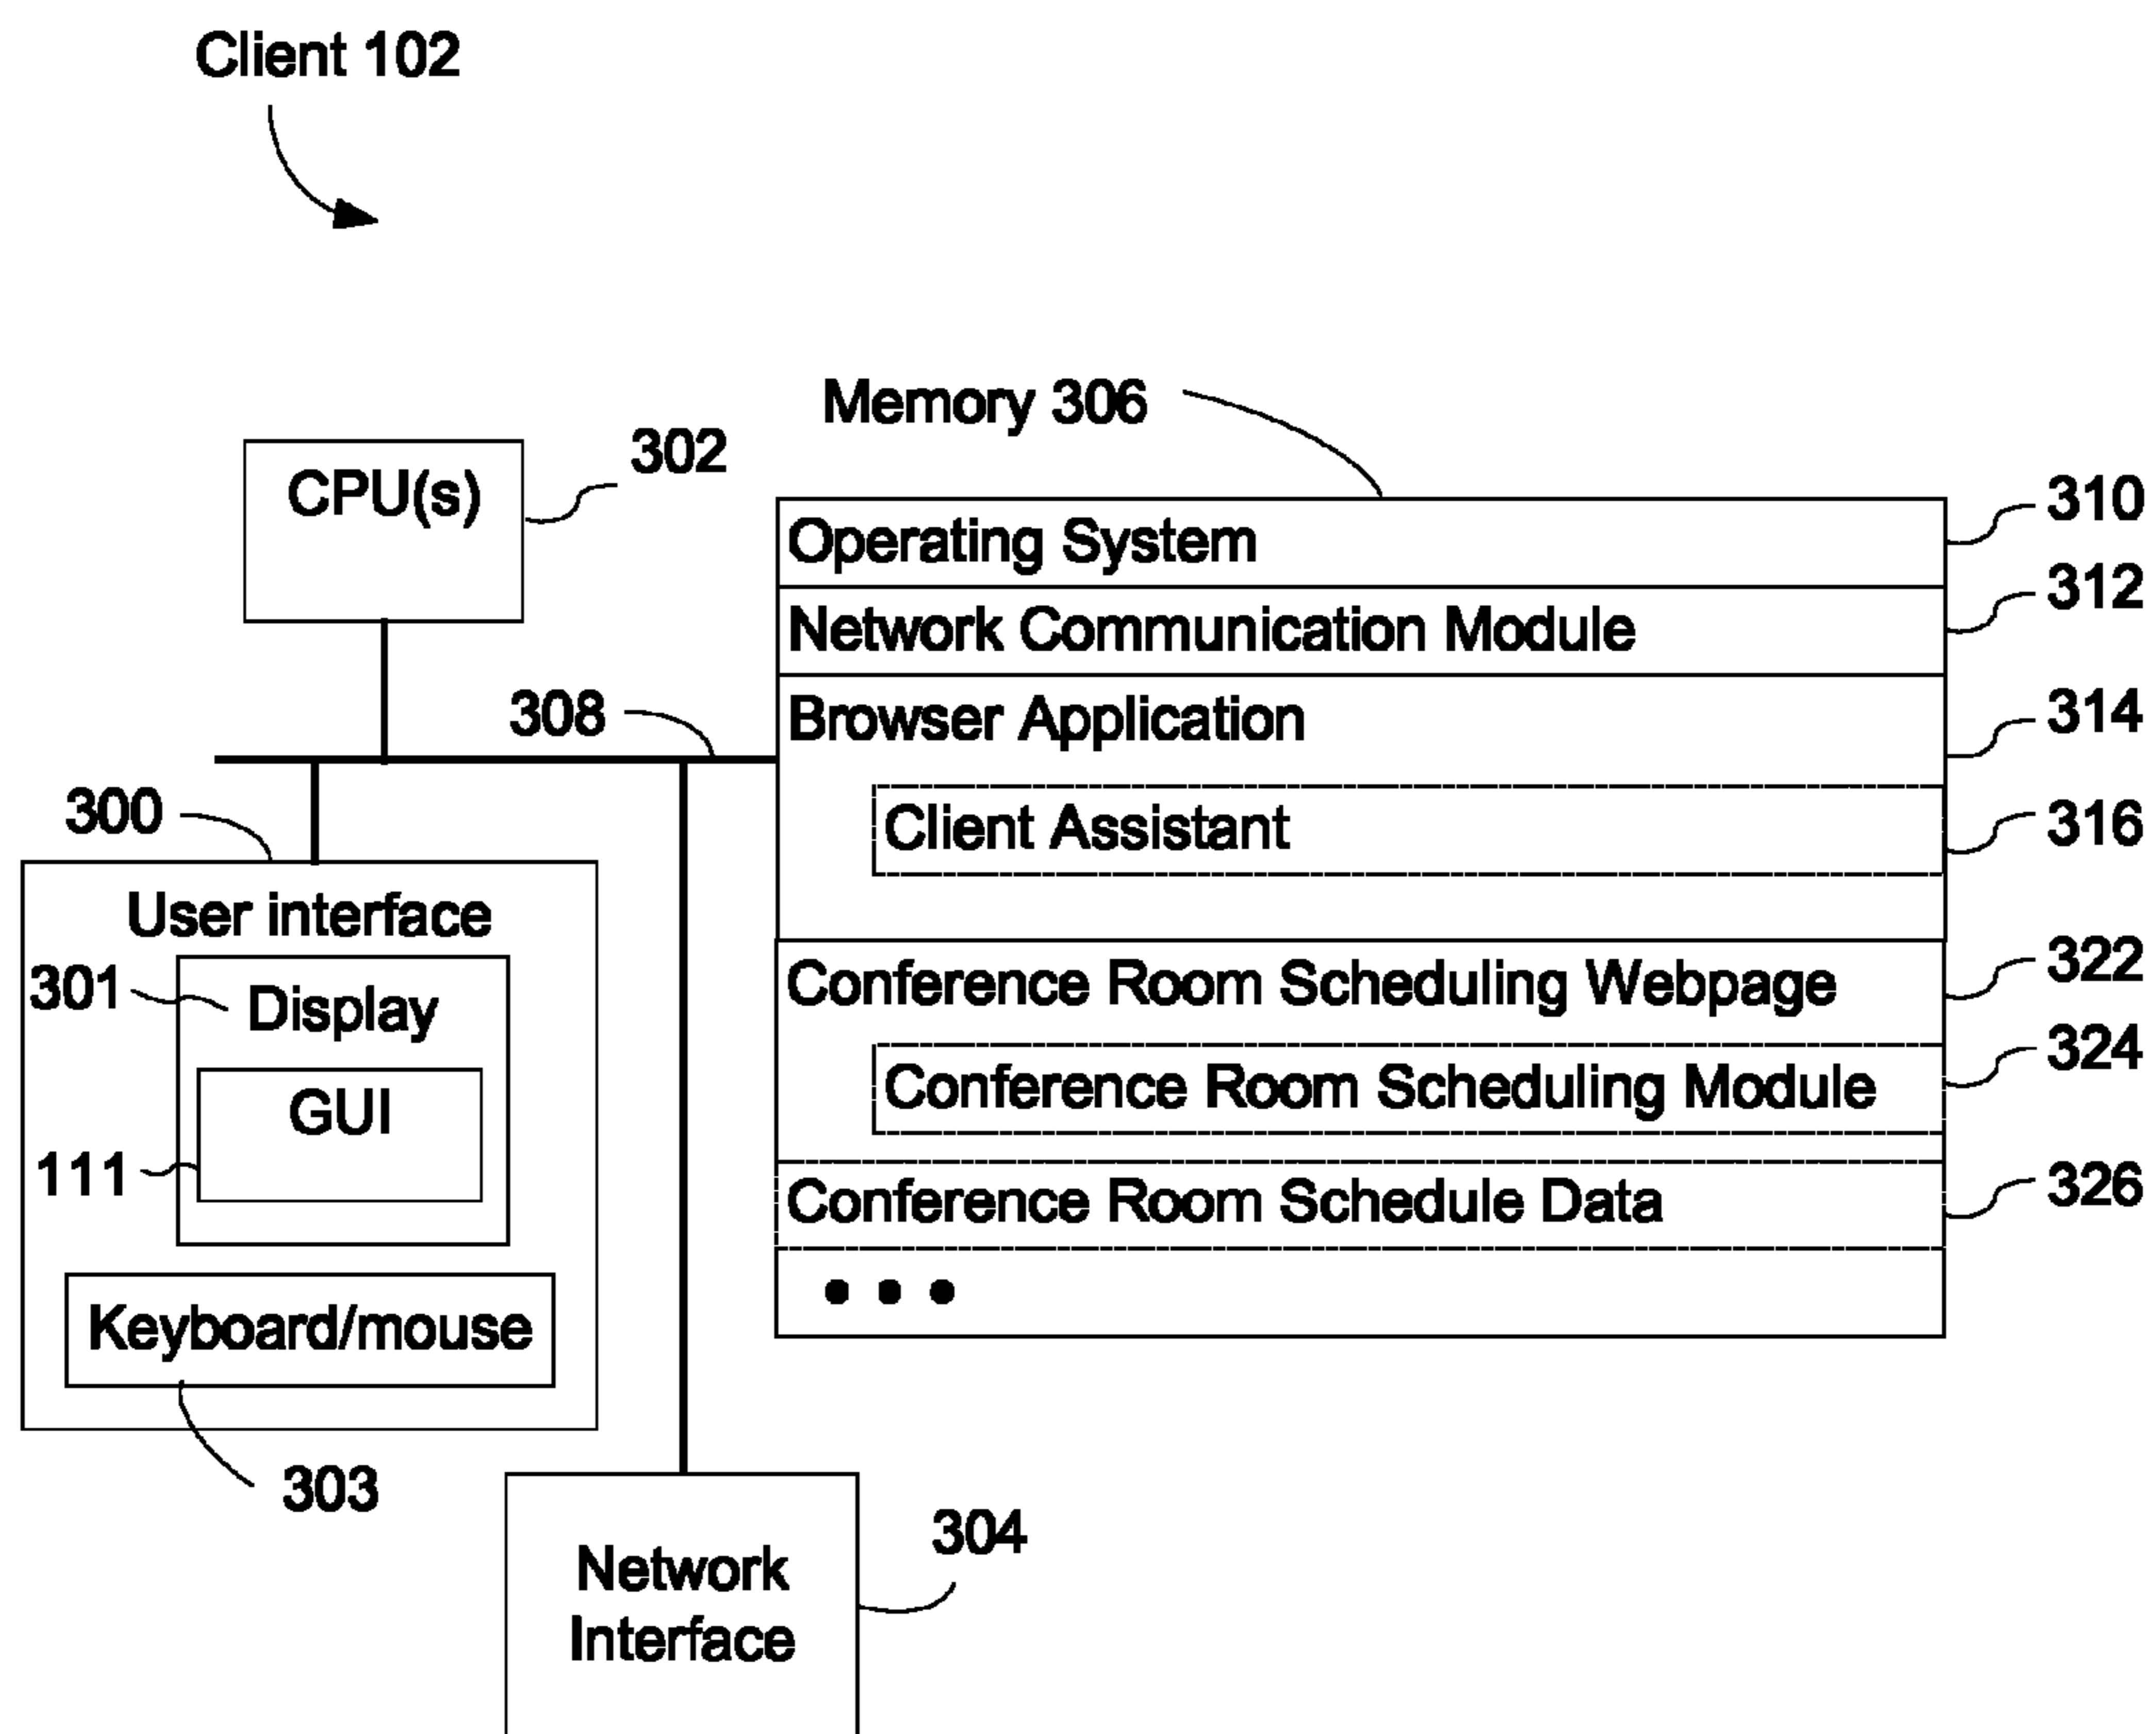 Client 102
Memory 306
CPU(s)
302
Operating System
310
Network Communication Module
312
Browser Application
314
308
Client Assistant
316
300
User interface
301
Display
GUI
111
Keyboard/mouse
303
Conference Room Scheduling Webpage
322
Conference Room Scheduling Module
324
Conference Room Schedule Data
326
Network
Interface
304